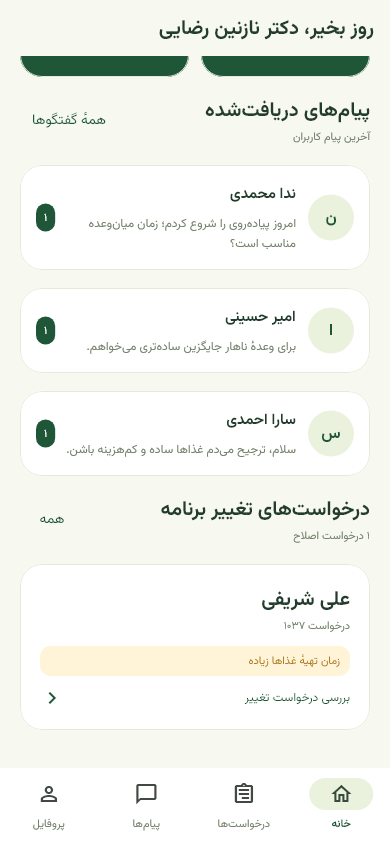 روز بخیر، دکتر نازنین رضایی
پیام‌های دریافت‌شده
همهٔ گفتگوها
آخرین پیام کاربران
ن
ندا محمدی
امروز پیاده‌روی را شروع کردم؛ زمان میان‌وعده
مناسب است؟
۱
ا
امیر حسینی
برای وعدهٔ ناهار جایگزین ساده‌تری می‌خواهم.
۱
س
سارا احمدی
سلام، ترجیح می‌دم غذاها ساده و کم‌هزینه باشن.
۱
درخواست‌های تغییر برنامه
همه
۱ درخواست اصلاح
علی شریفی
درخواست ۱۰۳۷
زمان تهیهٔ غذاها زیاده
بررسی درخواست تغییر
خانه
درخواست‌ها
پیام‌ها
پروفایل